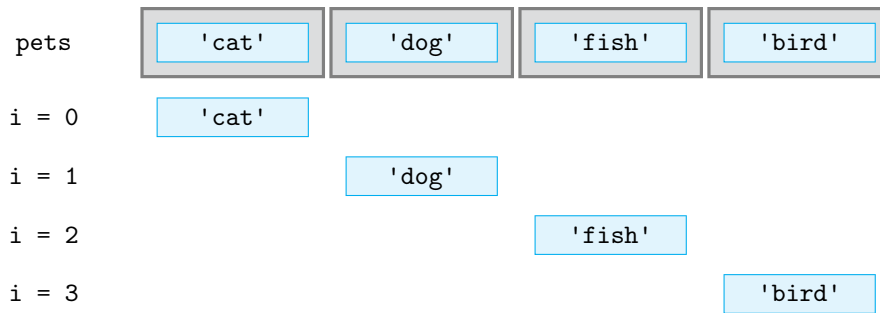 pets 'cat' 'dog' 'fish' 'bird'
i = 0 'cat'
i = 1 'dog'
i = 2 'fish'
i = 3 'bird'